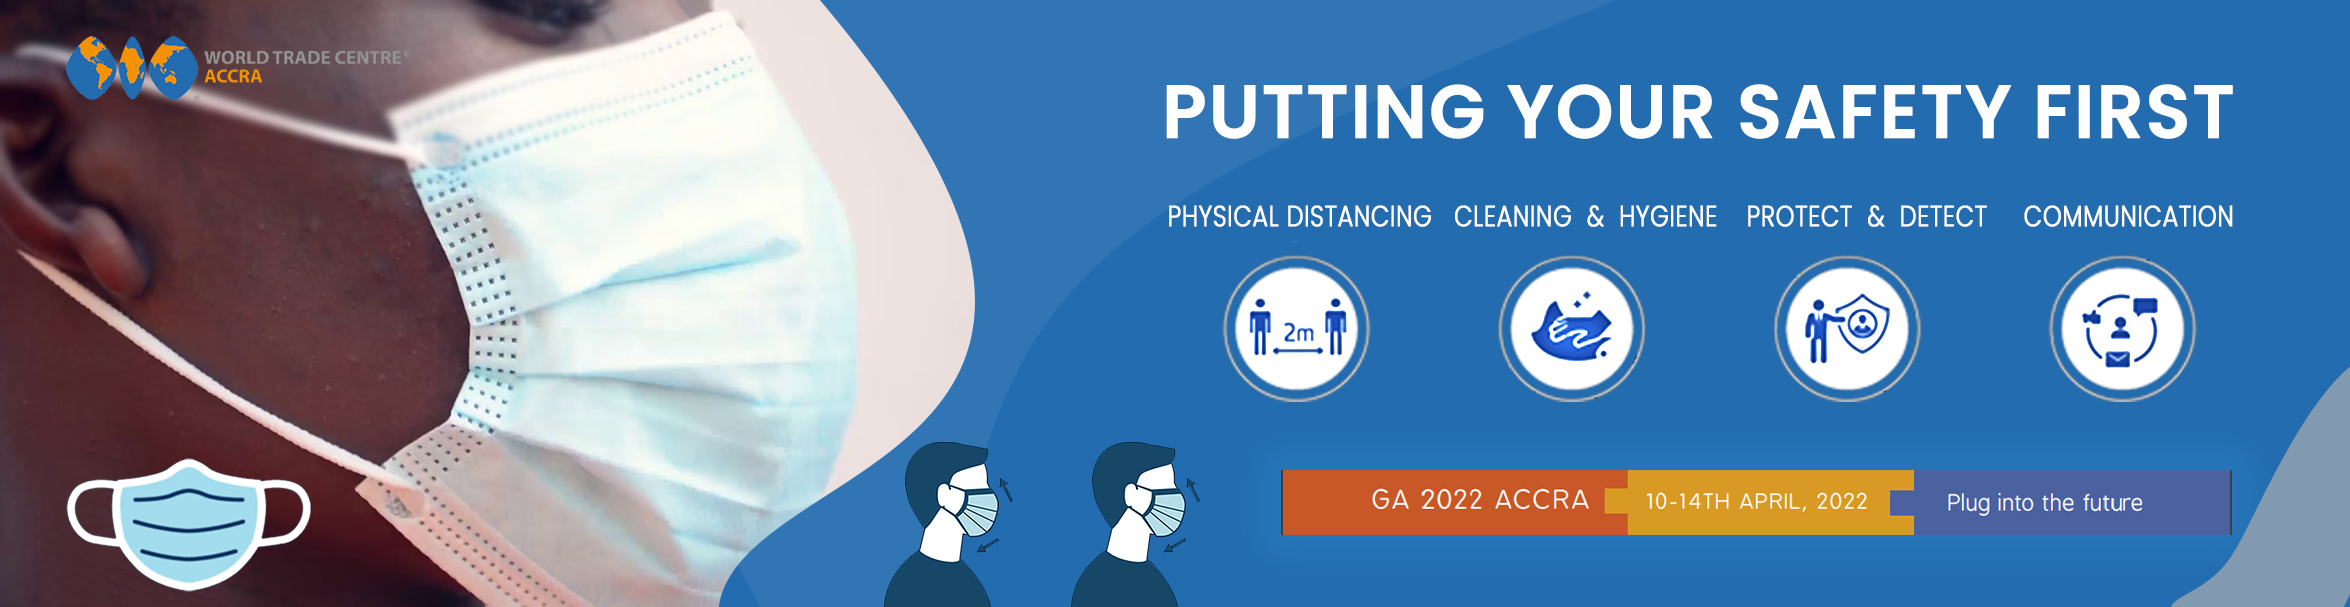 WORLD TRADE CENTRE®
ACCRA
PUTTING YOUR SAFETY FIRST
PHYSICAL DISTANCING
CLEANING & HYGIENE
PROTECT & DETECT
COMMUNICATION
2m
GA 2022 ACCRA
10-14TH APRIL, 2022
Plug into the future